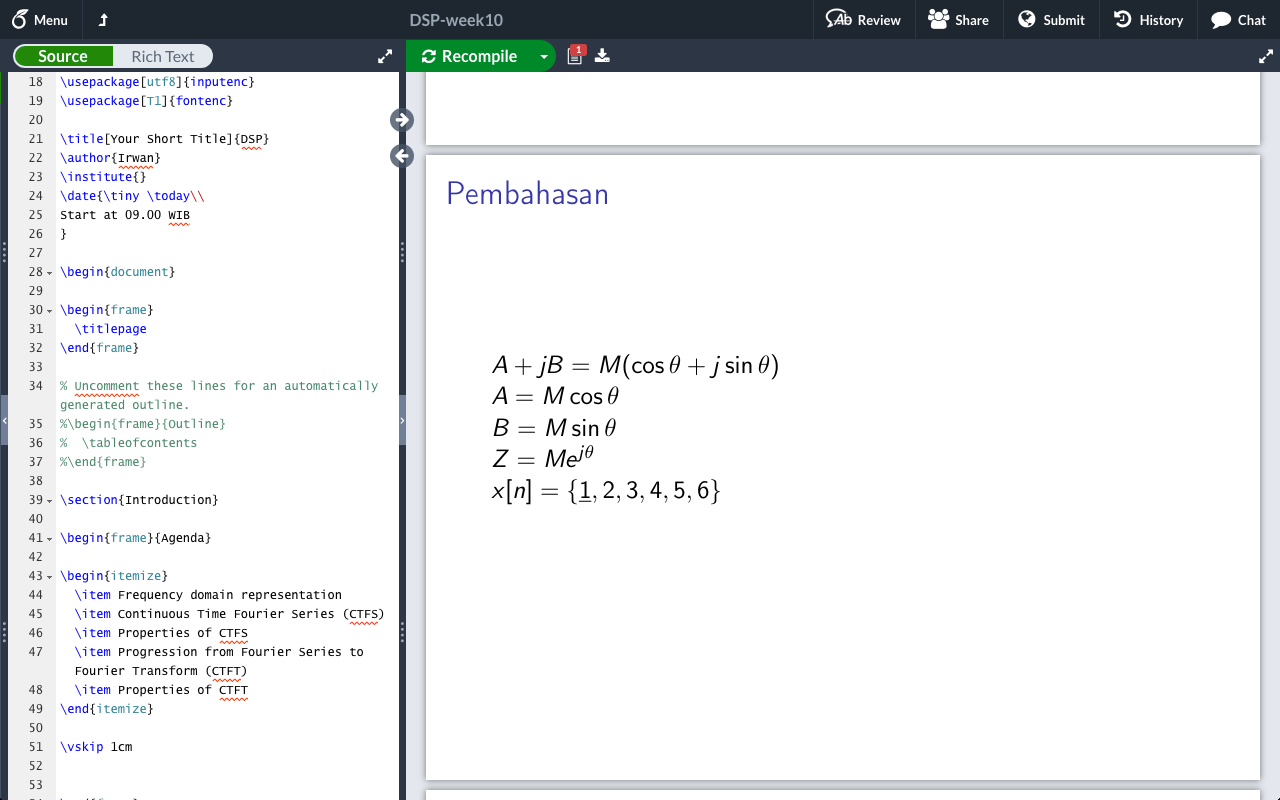 Menu
DSP-week10
Review
Share
Submit
History
Chat
Source
Rich Text
Recompile
1
18 \usepackage[utf8]{inputenc}
19 \usepackage[T1]{fontenc}
20
21 \title[Your Short Title]{DSP}
22 \author{Irwan}
23 \institute{}
24 \date{\tiny \today\\
25 Start at 09.00 WIB
26 }
27
28 \begin{document}
29
30 \begin{frame}
31 \titlepage
32 \end{frame}
33
34 % Uncomment these lines for an automatically
generated outline.
35 %\begin{frame}{Outline}
36 % \tableofcontents
37 %\end{frame}
38
39 \section{Introduction}
40
41 \begin{frame}{Agenda}
42
43 \begin{itemize}
44 \item Frequency domain representation
45 \item Continuous Time Fourier Series (CTFS)
46 \item Properties of CTFS
47 \item Progression from Fourier Series to
Fourier Transform (CTFT)
48 \item Properties of CTFT
49 \end{itemize}
50
51 \vskip 1cm
52
53
Pembahasan
A + jB = M(cos θ + j sin θ)
A = M cos θ
B = M sin θ
Z = Me^{jθ}
x[n] = {1, 2, 3, 4, 5, 6}